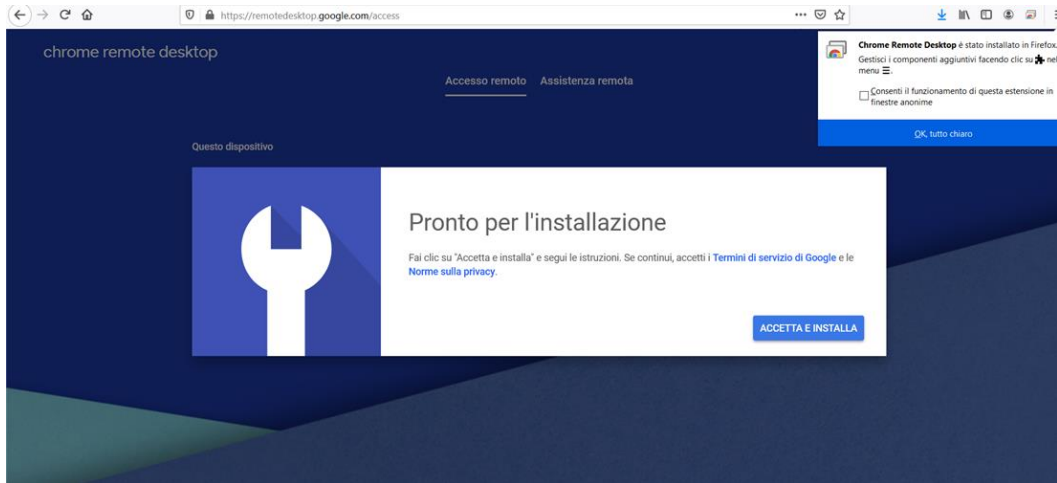 https://remotedesktop.google.com/access
chrome remote desktop
Accesso remoto Assistenza remota
Chrome Remote Desktop è stato installato in Firefox.
Gestisci i componenti aggiuntivi facendo clic su nel
menu
Consenti il funzionamento di questa estensione in
finestre anonime
OK, tutto chiaro
Questo dispositivo
Pronto per l'installazione
Fai clic su "Accetta e installa" e segui le istruzioni. Se continui, accetti i Termini di servizio di Google e le
Norme sulla privacy.
ACCETTA E INSTALLA